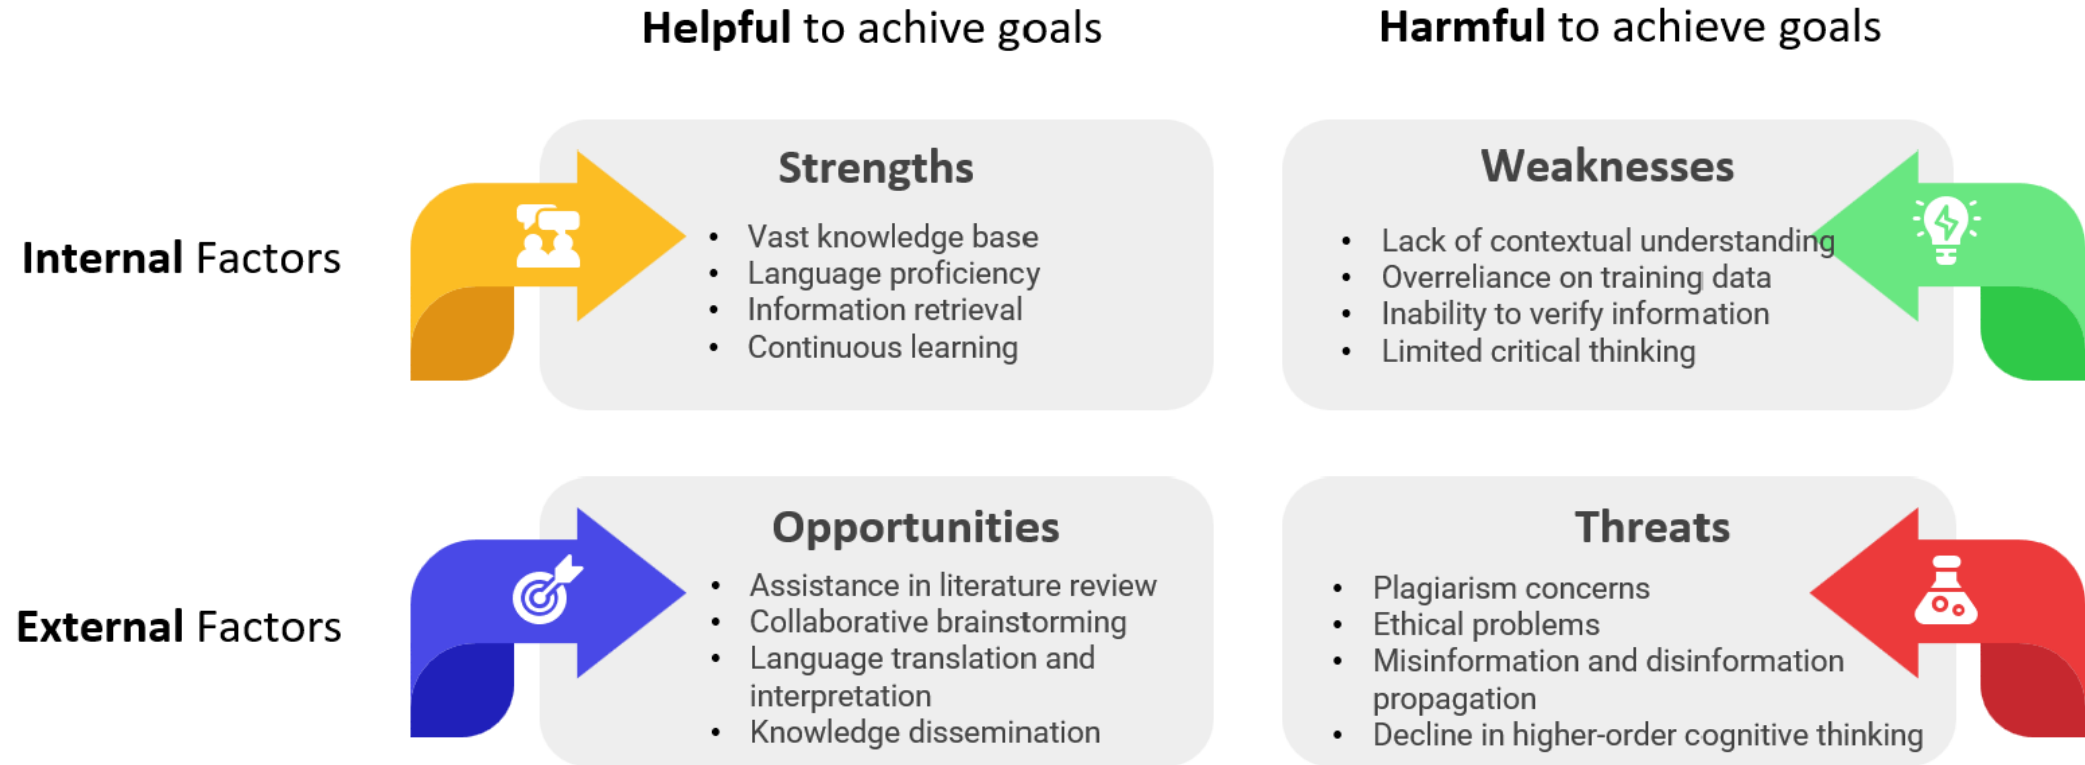 Helpful to achive goals
Harmful to achieve goals
Internal Factors
Strengths
• Vast knowledge base
• Language proficiency
• Information retrieval
• Continuous learning
Weaknesses
• Lack of contextual understanding
• Overreliance on training data
• Inability to verify information
• Limited critical thinking
External Factors
Opportunities
• Assistance in literature review
• Collaborative brainstorming
• Language translation and
interpretation
• Knowledge dissemination
Threats
• Plagiarism concerns
• Ethical problems
• Misinformation and disinformation
propagation
• Decline in higher-order cognitive thinking